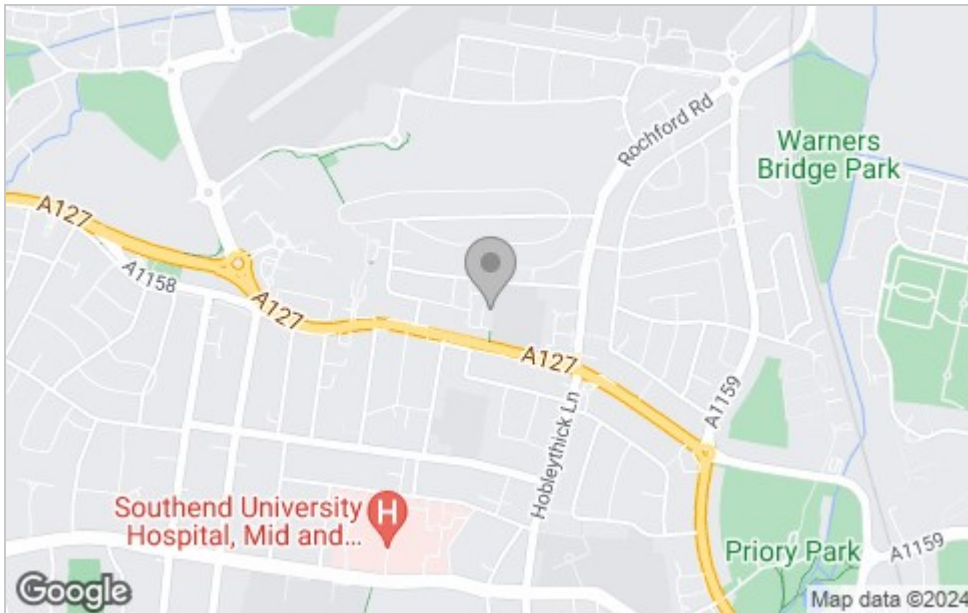 Rochford Rd
Warners
Bridge Park
A127
A1158
A127
A127
A1159
Hobleythick Ln
Southend University
Hospital, Mid and...
H
Priory Park
A1159
Google
Map data ©2024